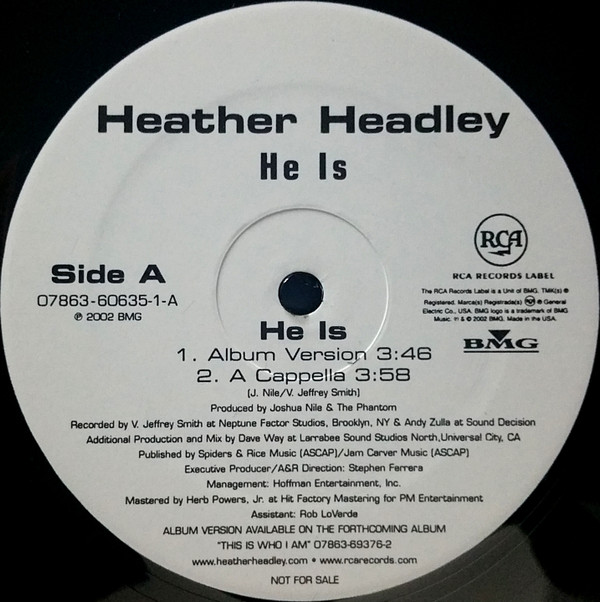 Heather Headley
He Is
Side A
07863-60635-1-A
℗ 2002 BMG
RCA
RCA RECORDS LABEL
The RCA Records Label is a Unit of BMG. TMK(s) ®
Registered. Marca(s) Registrada(s) RCA ® General
Electric Co., USA. BMG logo is a trademark of BMG
Music. ℗ & © 2002 BMG. Made in the USA.
BMG
He Is
1. Album Version 3:46
2. A Cappella 3:58
(J. Nile/V. Jeffrey Smith)
Produced by Joshua Nile & The Phantom
Recorded by V. Jeffrey Smith at Neptune Factor Studios, Brooklyn, NY & Andy Zulla at Sound Decision
Additional Production and Mix by Dave Way at Larrabee Sound Studios North,Universal City, CA
Published by Spiders & Rice Music (ASCAP)/Jam Carver Music (ASCAP)
Executive Producer/A&R Direction: Stephen Ferrera
Management: Hoffman Entertainment, Inc.
Mastered by Herb Powers, Jr. at Hit Factory Mastering for PM Entertainment
Assistant: Rob LoVerde
ALBUM VERSION AVAILABLE ON THE FORTHCOMING ALBUM
"THIS IS WHO I AM" 07863-69376-2
www.heatherheadley.com • www.rcarecords.com
NOT FOR SALE